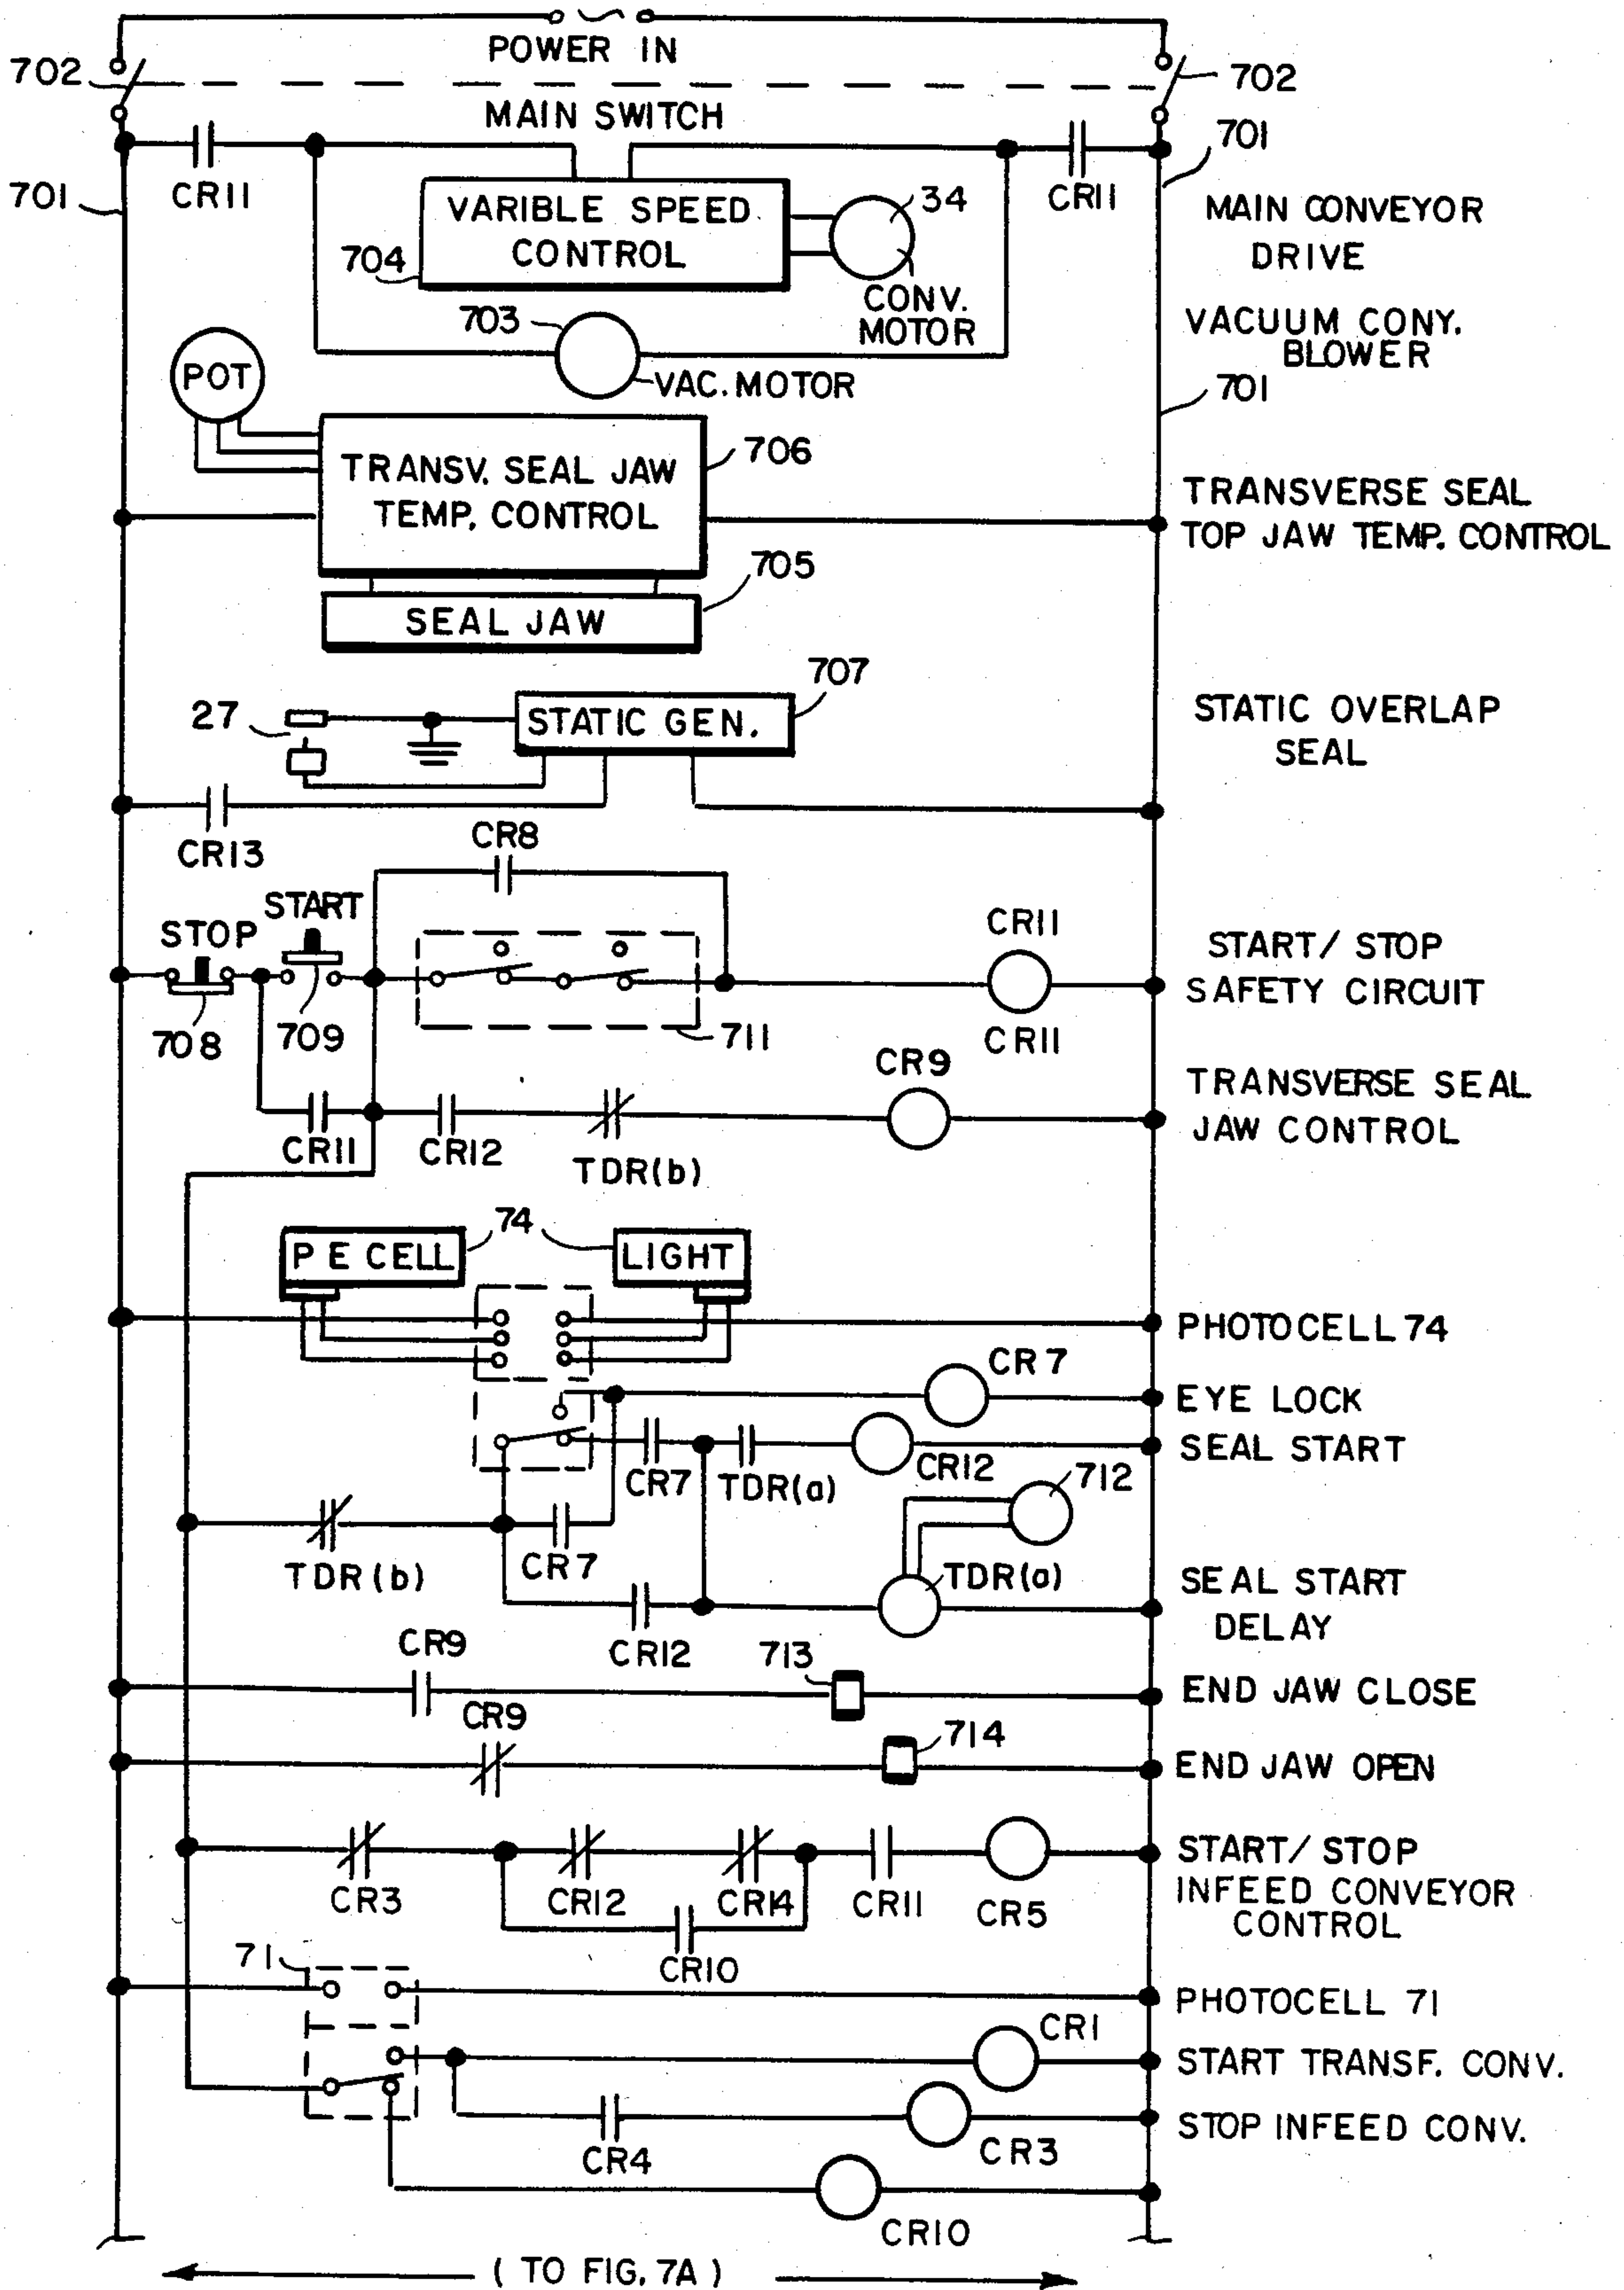 POWER IN
702
702
MAIN SWITCH
701
701
CR11
CR11
VARIBLE SPEED
CONTROL
34
MAIN CONVEYOR
DRIVE
704
CONV.
MOTOR
703
VACUUM CONY.
BLOWER
POT
VAC. MOTOR
701
TRANSV. SEAL JAW
TEMP. CONTROL
706
TRANSVERSE SEAL
TOP JAW TEMP. CONTROL
705
SEAL JAW
707
27
STATIC GEN.
STATIC OVERLAP
SEAL
CR13
CR8
START
STOP
CR11
START/ STOP
SAFETY CIRCUIT
708
709
711
CR11
CR9
TRANSVERSE SEAL
JAW CONTROL
CR11
CR12
TDR(b)
74
P E CELL
LIGHT
PHOTOCELL 74
CR7
EYE LOCK
SEAL START
CR7
TDR(a)
CR12
712
TDR(b)
CR7
TDR(a)
SEAL START
DELAY
CR12
CR9
713
END JAW CLOSE
CR9
714
END JAW OPEN
START/ STOP
INFEED CONVEYOR
CONTROL
CR3
CR12
CR14
CR11
CR5
CR10
71
PHOTOCELL 71
CR1
START TRANSF. CONV.
STOP INFEED CONV.
CR4
CR3
CR10
( TO FIG. 7A )